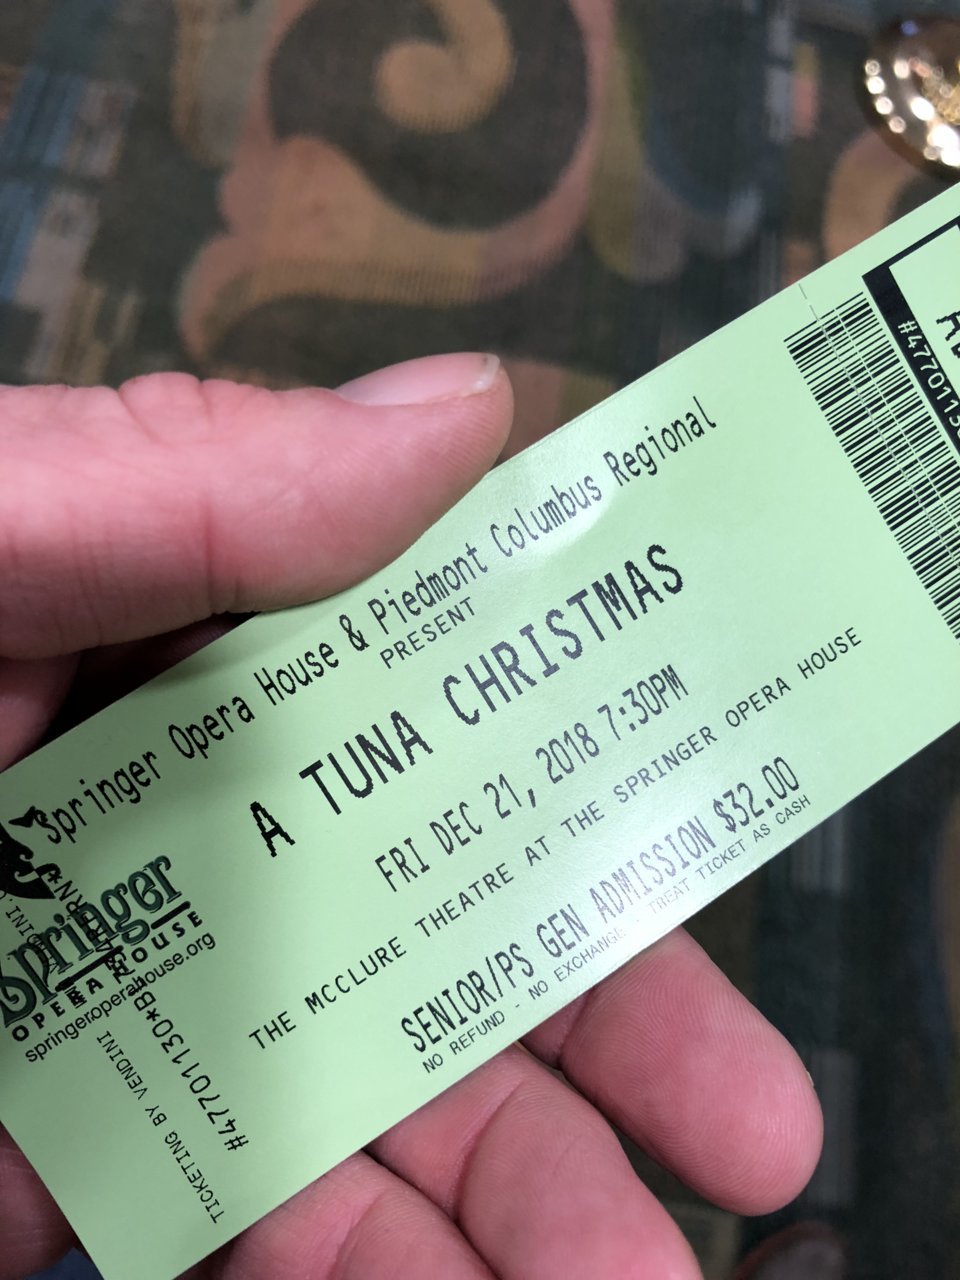 Springer Opera House & Piedmont Columbus Regional
PRESENT
A TUNA CHRISTMAS
FRI DEC 21, 2018 7:30PM
THE MCCLURE THEATRE AT THE SPRINGER OPERA HOUSE
SENIOR/PS GEN ADMISSION $32.00
NO REFUND - NO EXCHANGE - TREAT TICKET AS CASH
Springer
OPERA HOUSE
springeroperahouse.org
TICKETING BY VENDINI
#47701130*B
#4770113